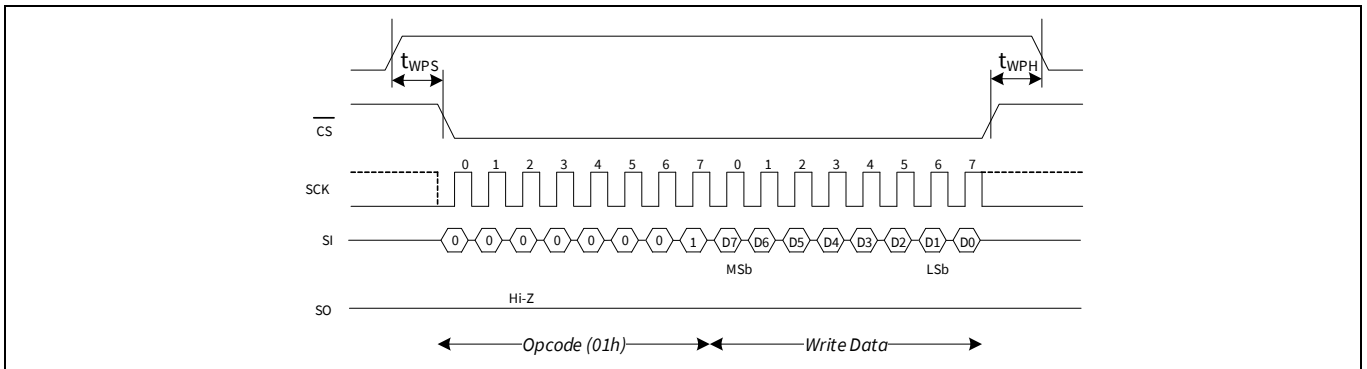 tWPS
tWPH
CS
0 1 2 3 4 5 6 7 0 1 2 3 4 5 6 7
SCK
SI 0 0 0 0 0 0 0 1 D7 D6 D5 D4 D3 D2 D1 D0
MSb LSb
Hi-Z
SO
Opcode (01h) Write Data